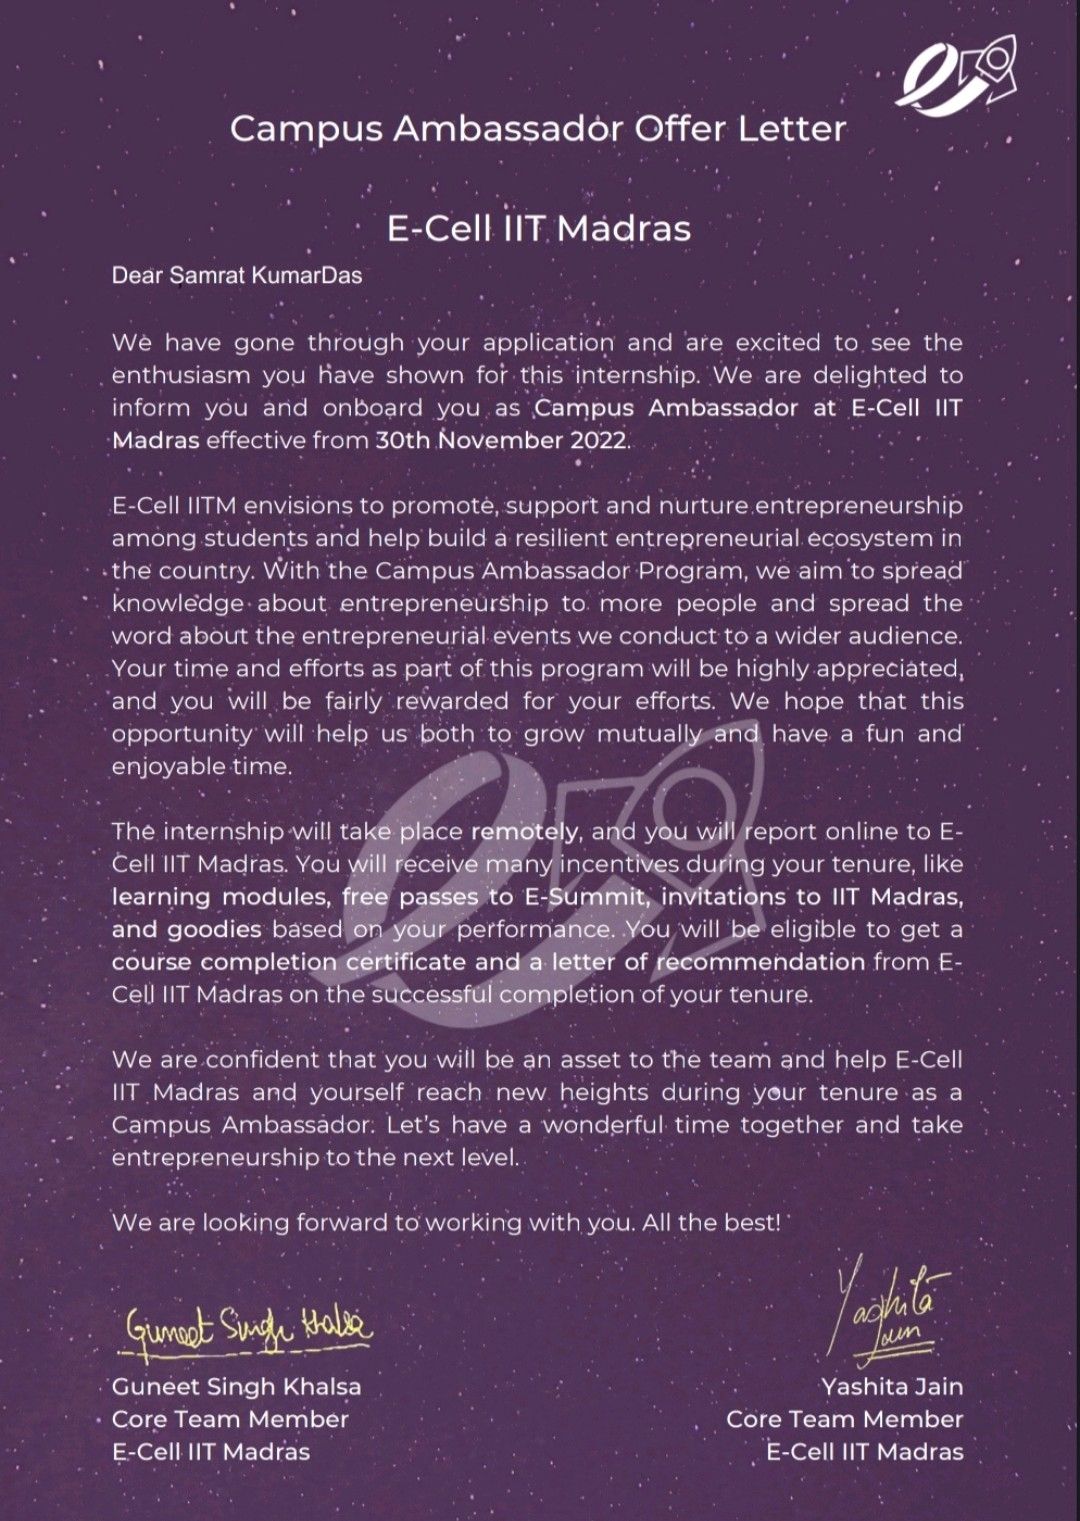 Campus Ambassador Offer Letter
E-Cell IIT Madras
Dear Samrat KumarDas
We have gone through your application and are excited to see the
enthusiasm you have shown for this internship. We are delighted to
inform you and onboard you as Campus Ambassador at E-Cell IIT
Madras effective from 30th November 2022.
E-Cell IITM envisions to promote, support and nurture entrepreneurship
among students and help build a resilient entrepreneurial ecosystem in
the country. With the Campus Ambassador Program, we aim to spread
knowledge about entrepreneurship to more people and spread the
word about the entrepreneurial events we conduct to a wider audience.
Your time and efforts as part of this program will be highly appreciated,
and you will be fairly rewarded for your efforts. We hope that this
opportunity will help us both to grow mutually and have a fun and
enjoyable time.
The internship will take place remotely, and you will report online to E-
Cell IIT Madras. You will receive many incentives during your tenure, like
learning modules, free passes to E-Summit, invitations to IIT Madras,
and goodies based on your performance. You will be eligible to get a
course completion certificate and a letter of recommendation from E-
Cell IIT Madras on the successful completion of your tenure.
We are confident that you will be an asset to the team and help E-Cell
IIT Madras and yourself reach new heights during your tenure as a
Campus Ambassador. Let's have a wonderful time together and take
entrepreneurship to the next level.
We are looking forward to working with you. All the best!
Guneet Singh Khalsa
Yashita
Jain
Guneet Singh Khalsa
Core Team Member
E-Cell IIT Madras
Yashita Jain
Core Team Member
E-Cell IIT Madras